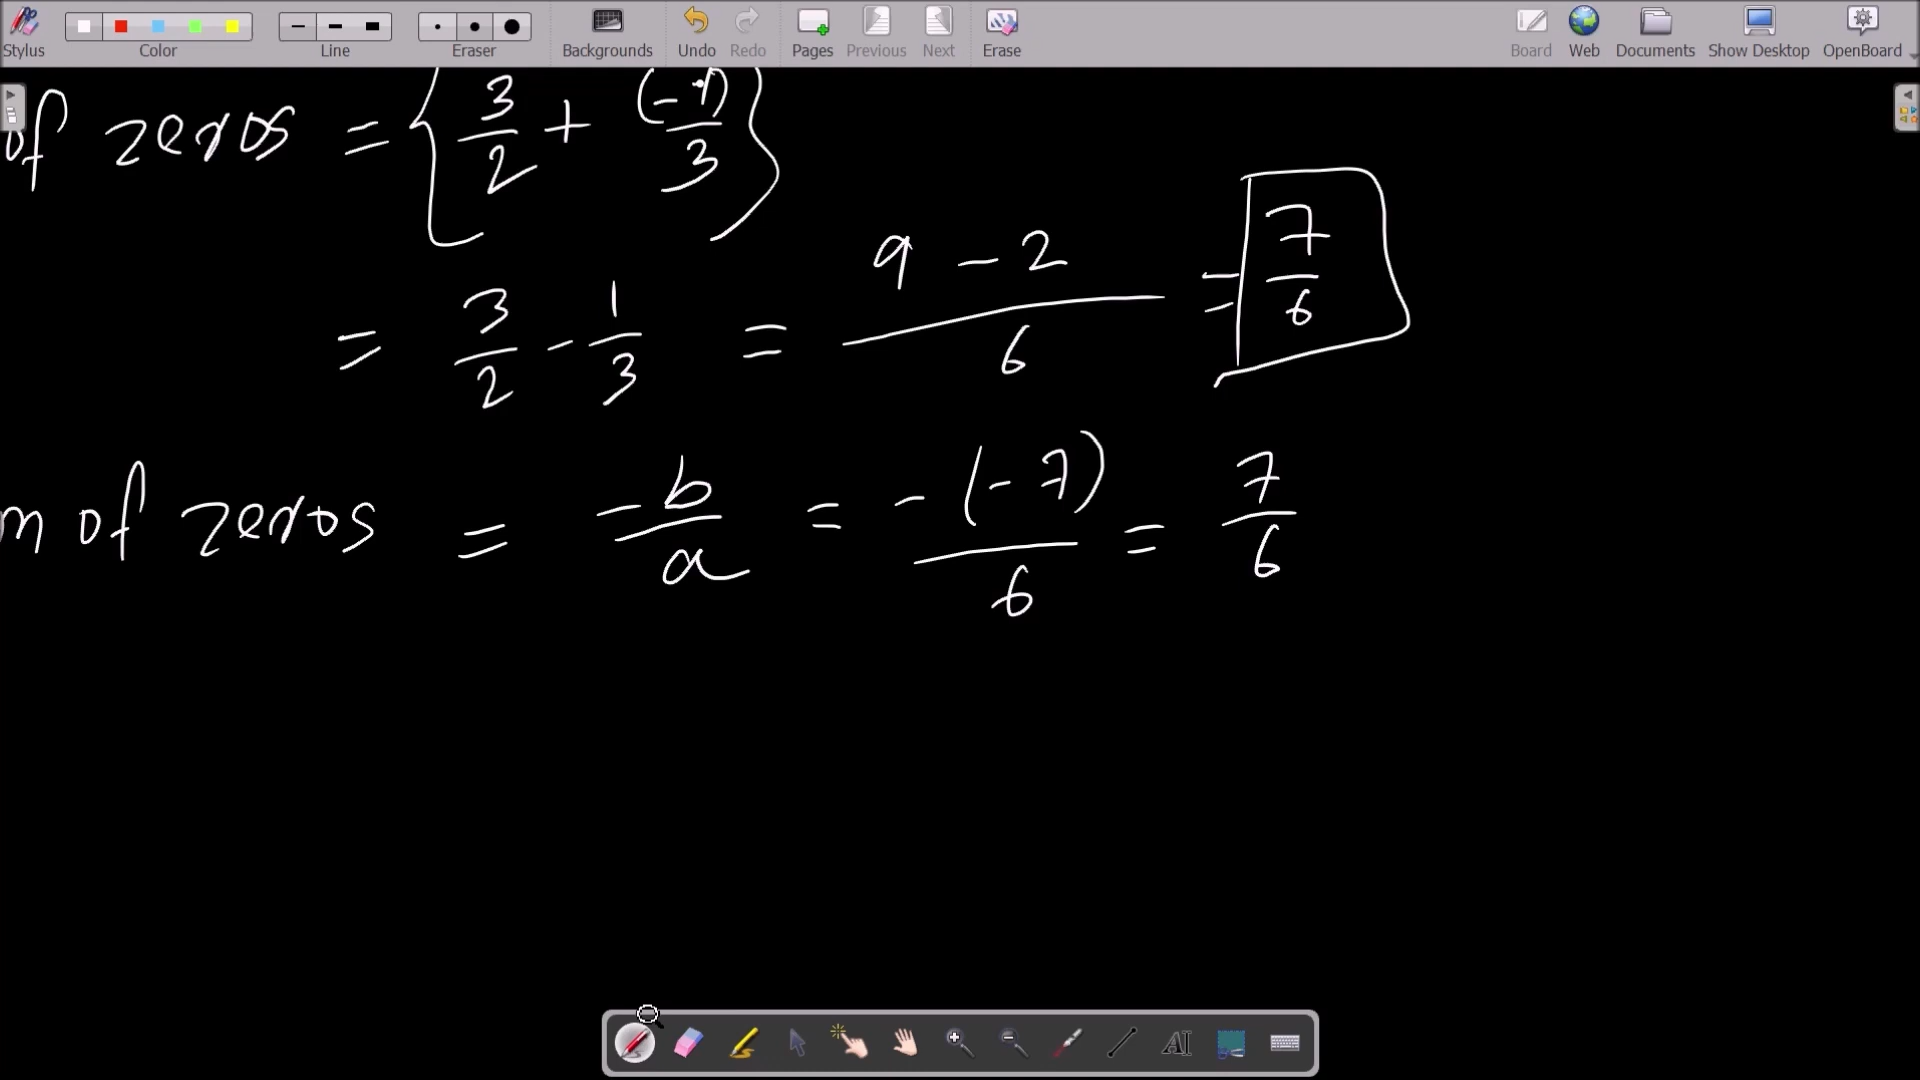 Stylus Color Line Eraser Backgrounds Undo Redo Pages Previous Next Erase Board Web Documents Show Desktop OpenBoard
of zeros = { 3/2 + (-1)/3 }
= 3/2 - 1/3 = 9 - 2 / 6 = 7/6
m of zeros = -b/a = -(-7)/6 = 7/6
AI